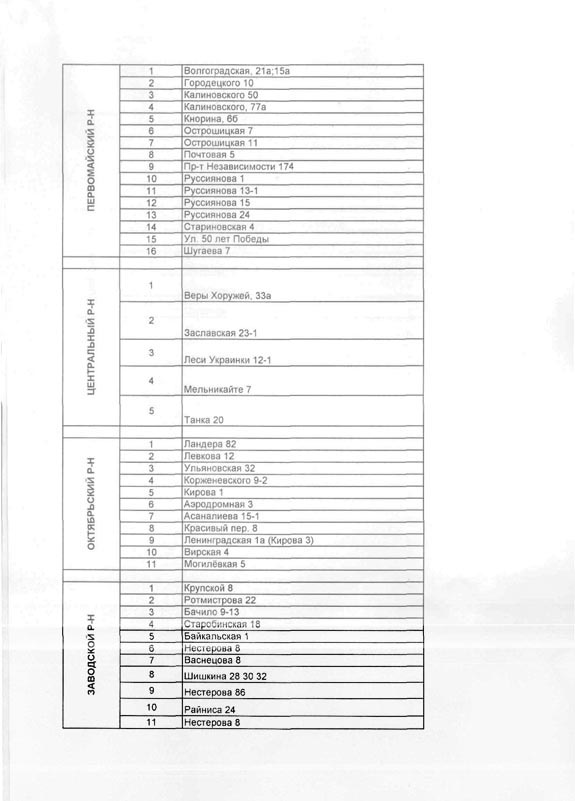 ПЕРВОМАЙСКИЙ Р-Н
1 Волгоградская, 21а;15а
2 Городецкого 10
3 Калиновского 50
4 Калиновского, 77а
5 Кнорина, 6б
6 Острошицкая 7
7 Острошицкая 11
8 Почтовая 5
9 Пр-т Независимости 174
10 Руссиянова 1
11 Руссиянова 13-1
12 Руссиянова 15
13 Руссиянова 24
14 Стариновская 4
15 Ул. 50 лет Победы
16 Шугаева 7
ЦЕНТРАЛЬНЫЙ Р-Н
1 Веры Хоружей, 33а
2 Заславская 23-1
3 Леси Украинки 12-1
4 Мельникайте 7
5 Танка 20
ОКТЯБРЬСКИЙ Р-Н
1 Ландера 82
2 Левкова 12
3 Ульяновская 32
4 Корженевского 9-2
5 Кирова 1
6 Аэродромная 3
7 Асаналиева 15-1
8 Красивый пер. 8
9 Ленинградская 1а (Кирова 3)
10 Вирская 4
11 Могилёвкая 5
ЗАВОДСКОЙ Р-Н
1 Крупской 8
2 Ротмистрова 22
3 Бачило 9-13
4 Старобинская 18
5 Байкальская 1
6 Нестерова 8
7 Васнецова 8
8 Шишкина 28 30 32
9 Нестерова 86
10 Райниса 24
11 Нестерова 8